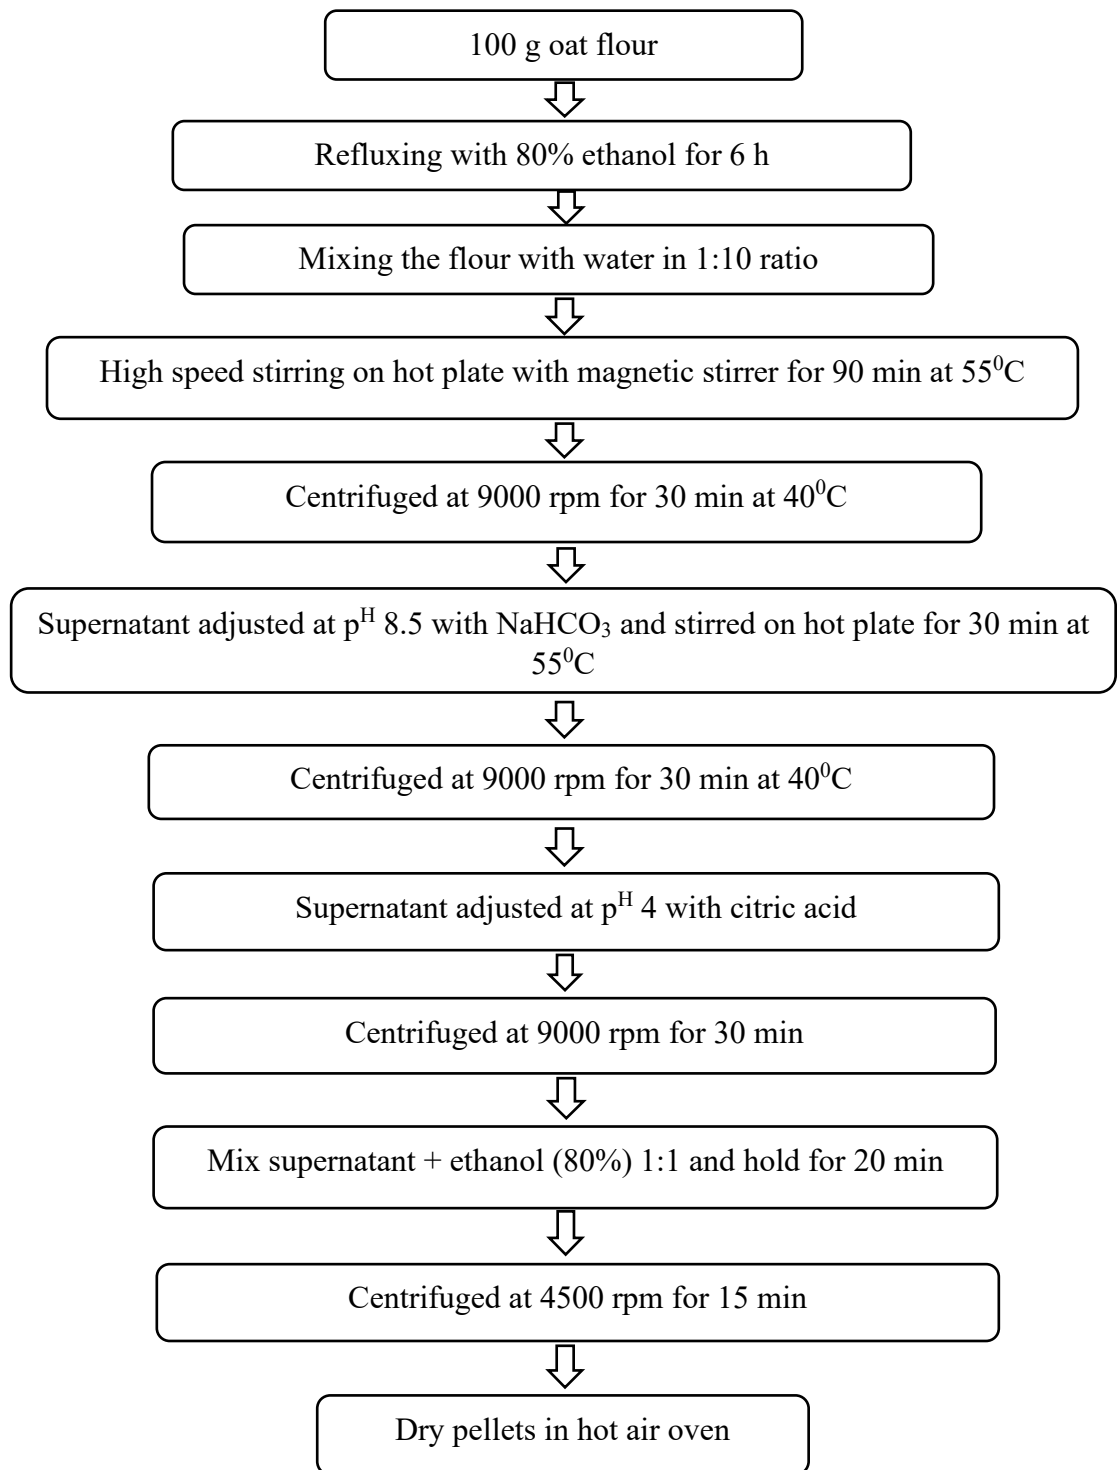 100 g oat flour
Refluxing with 80% ethanol for 6 h
Mixing the flour with water in 1:10 ratio
High speed stirring on hot plate with magnetic stirrer for 90 min at 55⁰C
Centrifuged at 9000 rpm for 30 min at 40⁰C
Supernatant adjusted at pᴴ 8.5 with NaHCO₃ and stirred on hot plate for 30 min at
55⁰C
Centrifuged at 9000 rpm for 30 min at 40⁰C
Supernatant adjusted at pᴴ 4 with citric acid
Centrifuged at 9000 rpm for 30 min
Mix supernatant + ethanol (80%) 1:1 and hold for 20 min
Centrifuged at 4500 rpm for 15 min
Dry pellets in hot air oven